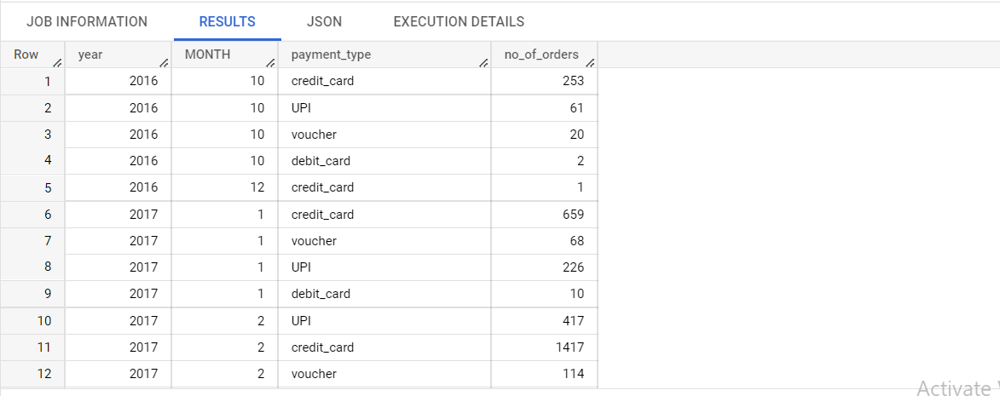 JOB INFORMATION RESULTS JSON EXECUTION DETAILS
Row year MONTH payment_type no_of_orders
1 2016 10 credit_card 253
2 2016 10 UPI 61
3 2016 10 voucher 20
4 2016 10 debit_card 2
5 2016 12 credit_card 1
6 2017 1 credit_card 659
7 2017 1 voucher 68
8 2017 1 UPI 226
9 2017 1 debit_card 10
10 2017 2 UPI 417
11 2017 2 credit_card 1417
12 2017 2 voucher 114
Activate